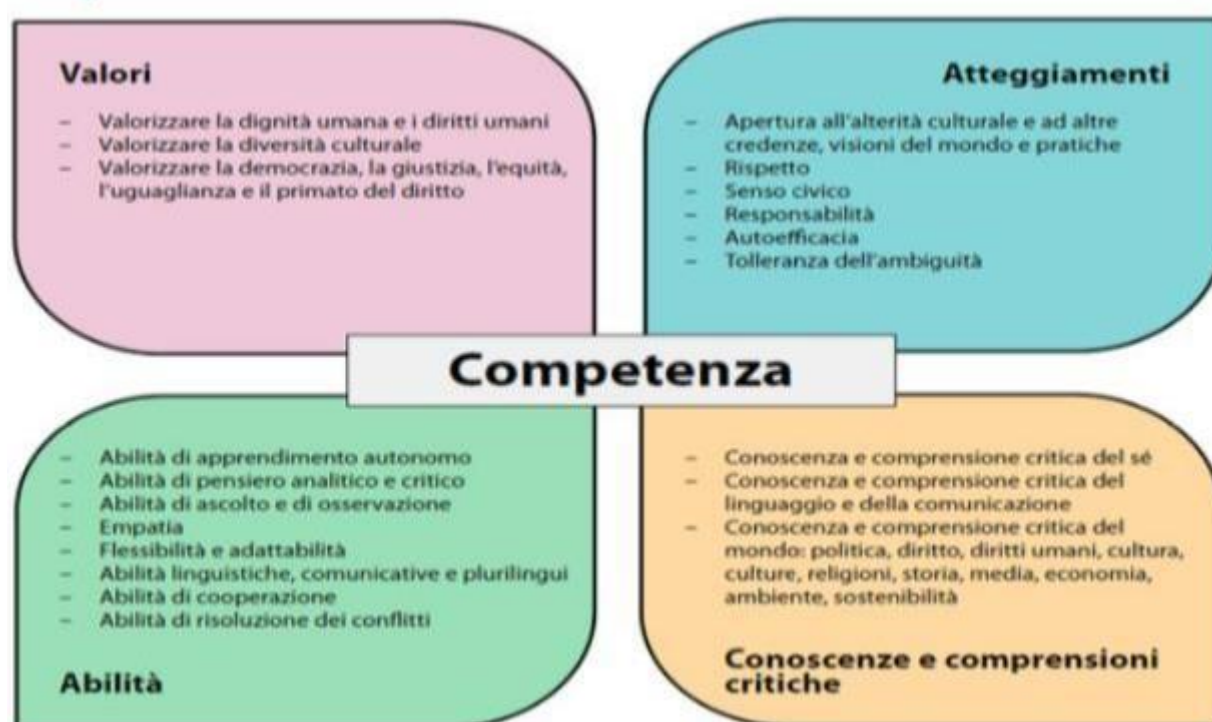 Valori
– Valorizzare la dignità umana e i diritti umani
– Valorizzare la diversità culturale
– Valorizzare la democrazia, la giustizia, l'equità,
l'uguaglianza e il primato del diritto
Atteggiamenti
– Apertura all'alterità culturale e ad altre
credenze, visioni del mondo e pratiche
– Rispetto
– Senso civico
– Responsabilità
– Autoefficacia
– Tolleranza dell'ambiguità
Competenza
– Abilità di apprendimento autonomo
– Abilità di pensiero analitico e critico
– Abilità di ascolto e di osservazione
– Empatia
– Flessibilità e adattabilità
– Abilità linguistiche, comunicative e plurilingui
– Abilità di cooperazione
– Abilità di risoluzione dei conflitti
Abilità
– Conoscenza e comprensione critica del sé
– Conoscenza e comprensione critica del
linguaggio e della comunicazione
– Conoscenza e comprensione critica del
mondo: politica, diritto, diritti umani, cultura,
culture, religioni, storia, media, economia,
ambiente, sostenibilità
Conoscenze e comprensioni
critiche